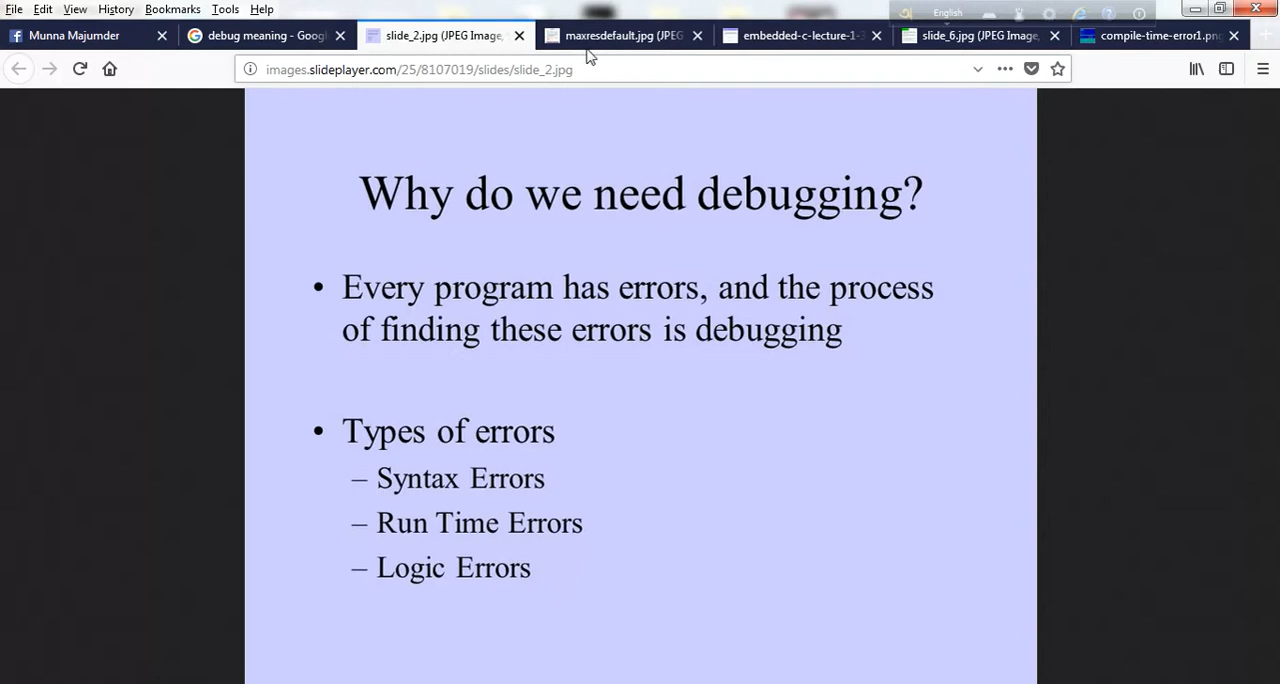 File Edit View History Bookmarks Tools Help
English
Munna Majumder
debug meaning - Googl
slide_2.jpg (JPEG Image,
maxresdefault.jpg (JPEG
embedded-c-lecture-1-3
slide_6.jpg (JPEG Image,
compile-time-error1.png
images.slideplayer.com/25/8107019/slides/slide_2.jpg
Why do we need debugging?
• Every program has errors, and the process
of finding these errors is debugging
• Types of errors
– Syntax Errors
– Run Time Errors
– Logic Errors